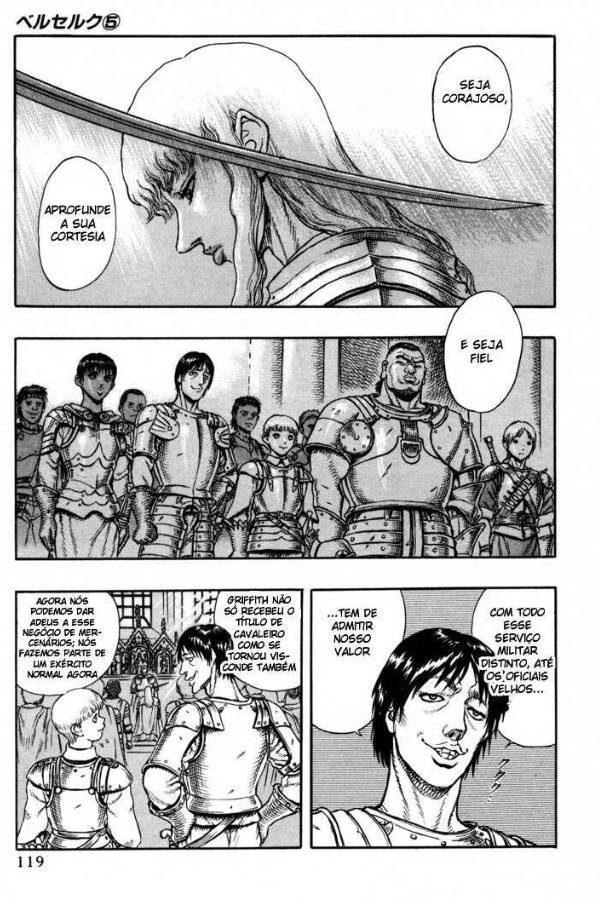 ベルセルク⑤
SEJA
CORAJOSO,
APROFUNDE
A SUA
CORTESIA
E SEJA
FIEL
COM TODO
ESSE
SERVIÇO
MILITAR
DISTINTO, ATÉ
OS OFICIAIS
VELHOS...
...TEM DE
ADMITIR
NOSSO
VALOR
GRIFFITH NÃO
SÓ RECEBEU O
TÍTULO DE
CAVALEIRO
COMO SE
TORNOU VIS-
CONDE TAMBÉM
AGORA NÓS
PODEMOS DAR
ADEUS A ESSE
NEGÓCIO DE MER-
CENÁRIOS; NÓS
FAZEMOS PARTE DE
UM EXÉRCITO
NORMAL AGORA
119